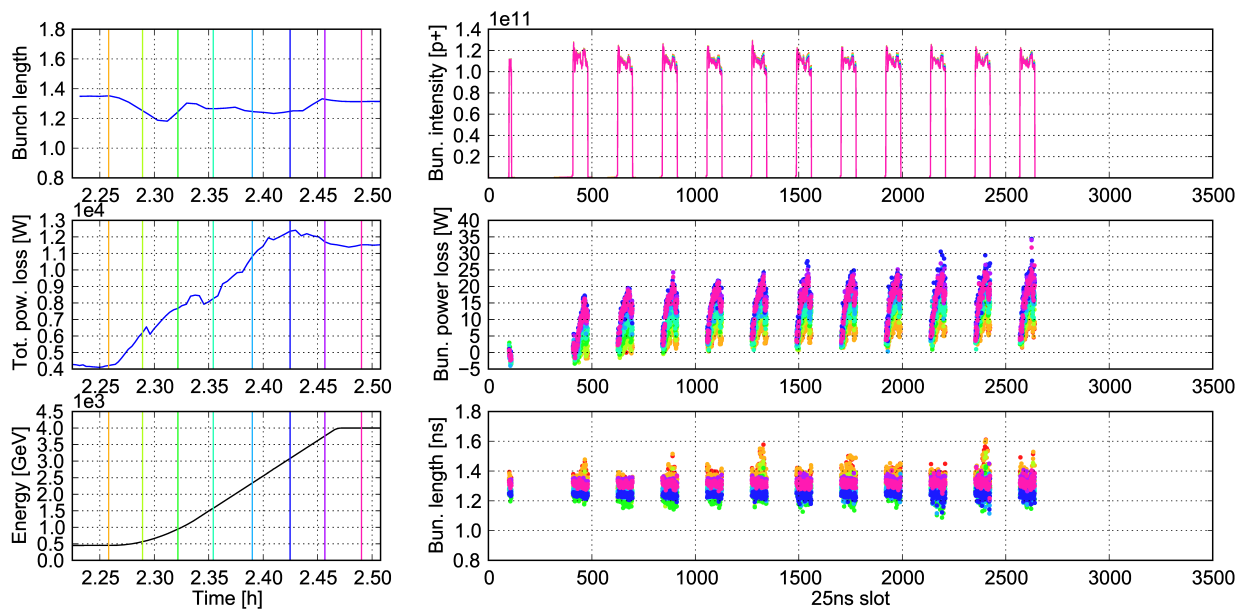 Bunch length
1.8
1.6
1.4
1.2
1.0
0.8
2.25 2.30 2.35 2.40 2.45 2.50
1e4
Tot. pow. loss [W]
1.3
1.2
1.1
1.0
0.9
0.8
0.7
0.6
0.5
0.4
2.25 2.30 2.35 2.40 2.45 2.50
1e3
Energy [GeV]
4.5
4.0
3.5
3.0
2.5
2.0
1.5
1.0
0.5
0.0
2.25 2.30 2.35 2.40 2.45 2.50
Time [h]
1e11
Bun. intensity [p+]
1.4
1.2
1.0
0.8
0.6
0.4
0.2
0 500 1000 1500 2000 2500 3000 3500
Bun. power loss [W]
40
35
30
25
20
15
10
5
0
−5
0 500 1000 1500 2000 2500 3000 3500
Bun. length [ns]
1.8
1.6
1.4
1.2
1.0
0.8
0 500 1000 1500 2000 2500 3000 3500
25ns slot